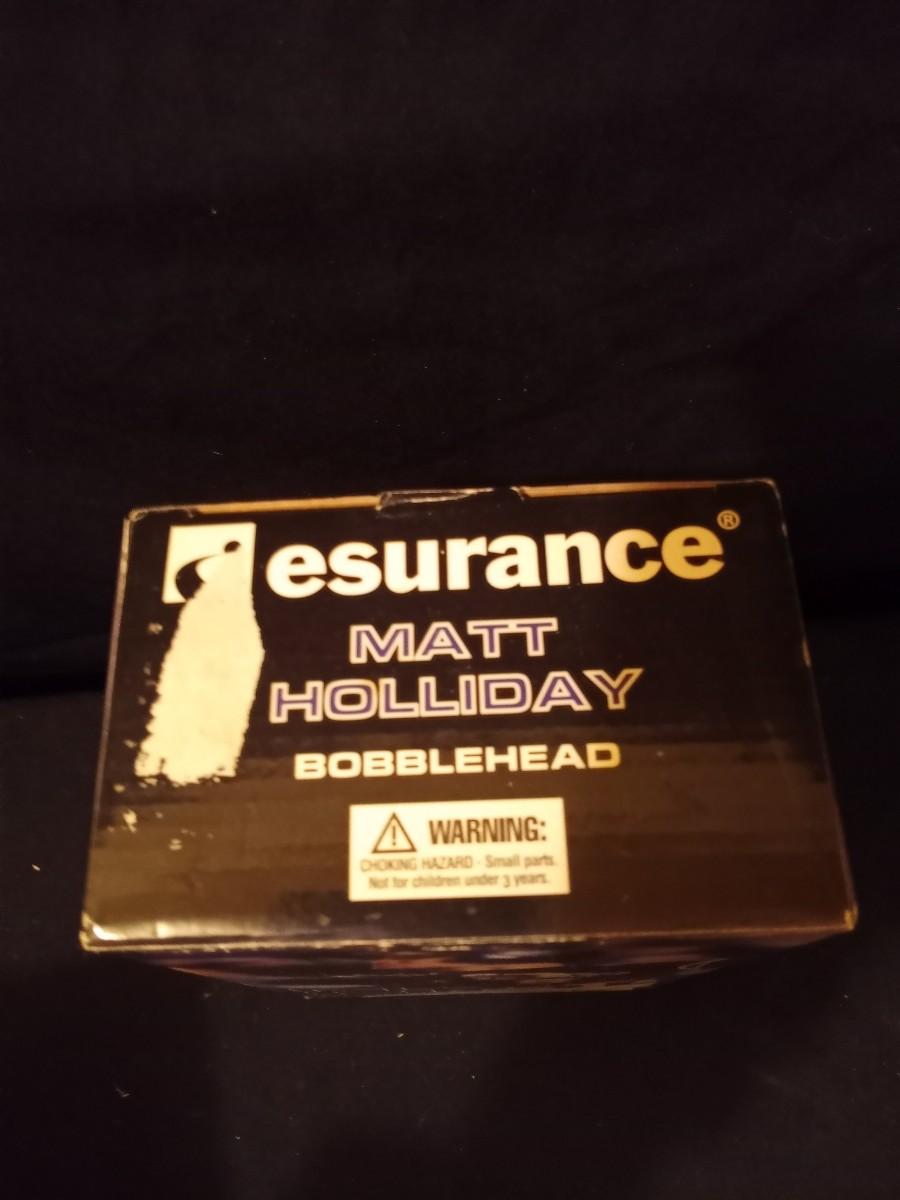 esurance®
MATT
HOLLIDAY
BOBBLEHEAD
WARNING:
CHOKING HAZARD - Small parts.
Not for children under 3 years.